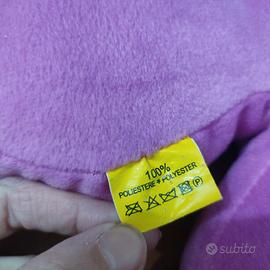 100%
POLIESTERE * POLYESTER
(P)
subito